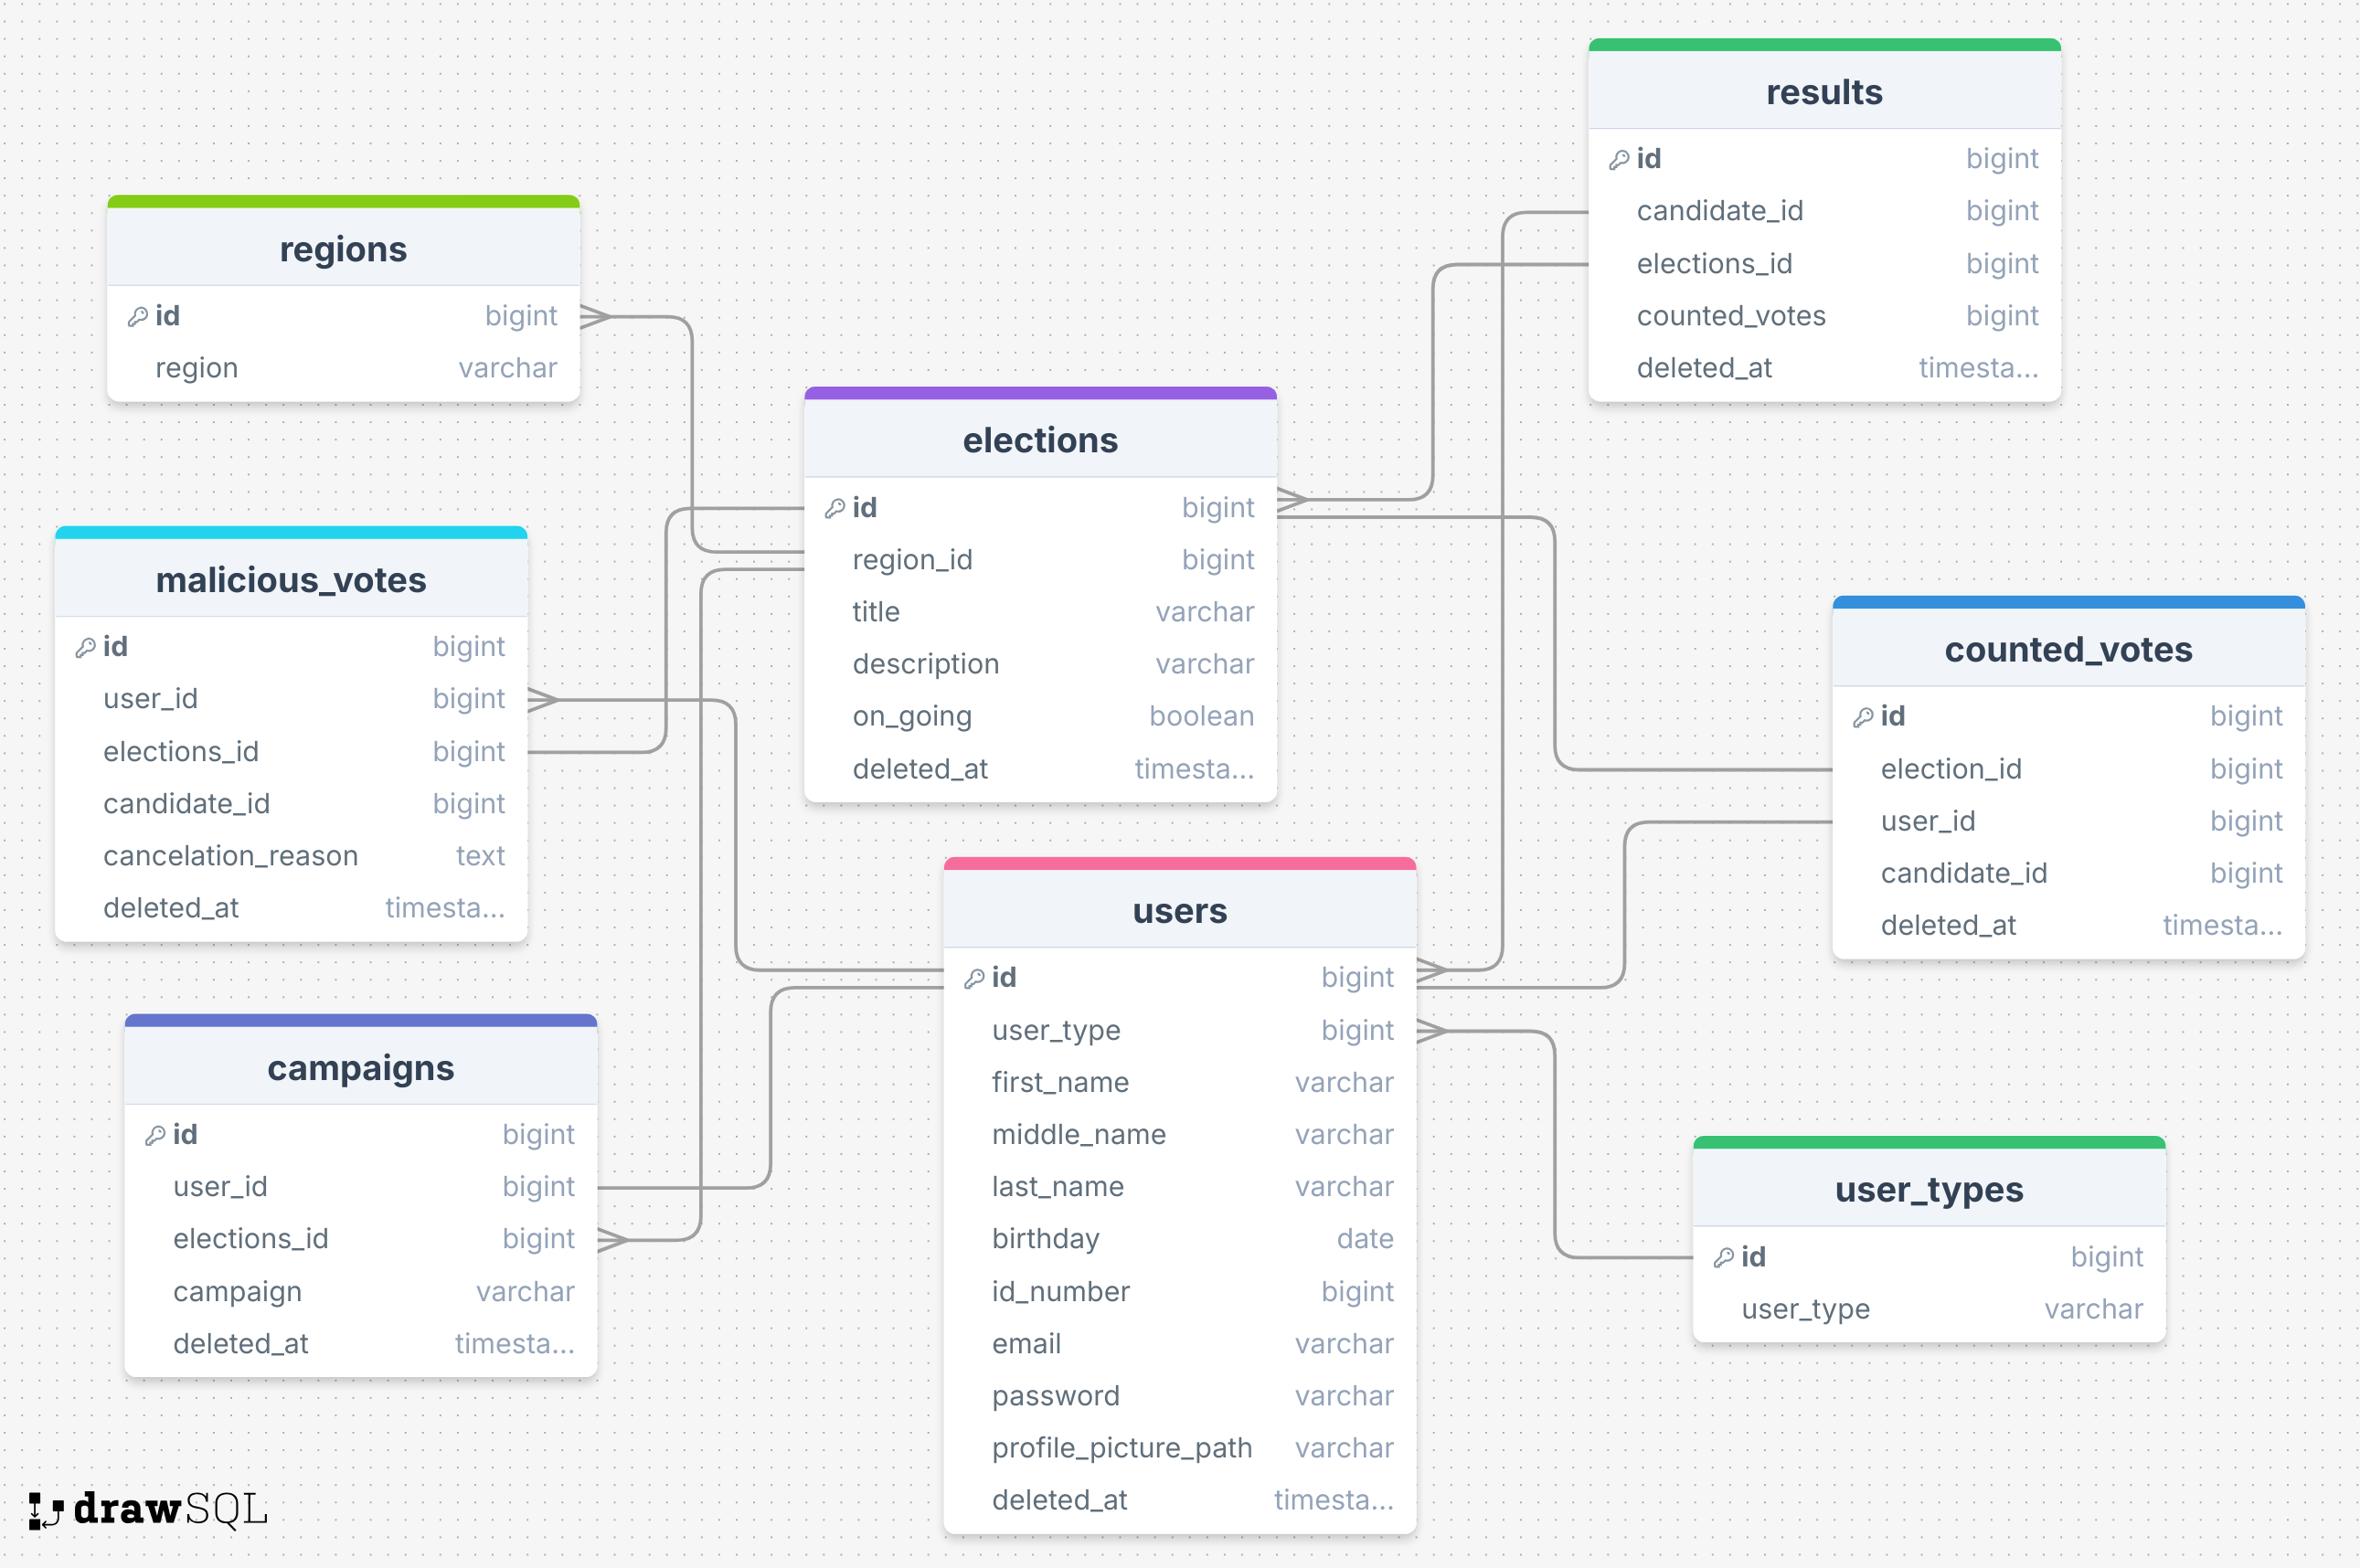 results
id bigint
candidate_id bigint
elections_id bigint
counted_votes bigint
deleted_at timesta...
regions
id bigint
region varchar
elections
id bigint
region_id bigint
title varchar
description varchar
on_going boolean
deleted_at timesta...
malicious_votes
id bigint
user_id bigint
elections_id bigint
candidate_id bigint
cancelation_reason text
deleted_at timesta...
counted_votes
id bigint
election_id bigint
user_id bigint
candidate_id bigint
deleted_at timesta...
users
id bigint
user_type bigint
first_name varchar
middle_name varchar
last_name varchar
birthday date
id_number bigint
email varchar
password varchar
profile_picture_path varchar
deleted_at timesta...
campaigns
id bigint
user_id bigint
elections_id bigint
campaign varchar
deleted_at timesta...
user_types
id bigint
user_type varchar
drawSQL